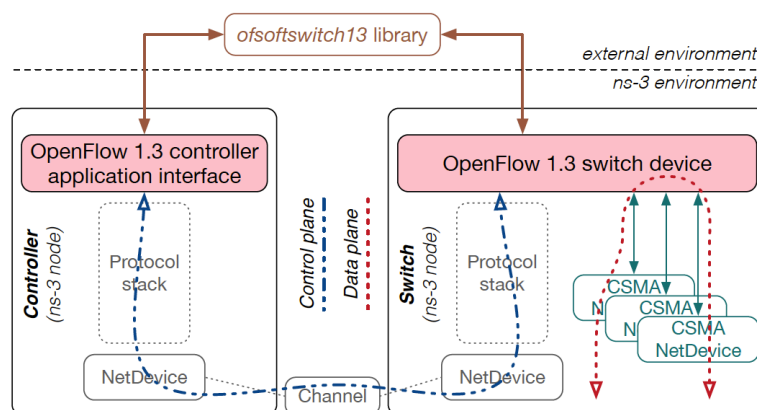 ofsoftswitch13 library
external environment
ns-3 environment
OpenFlow 1.3 controller
application interface
OpenFlow 1.3 switch device
Controller
(ns-3 node)
Protocol
stack
NetDevice
Control plane
Data plane
Channel
Switch
(ns-3 node)
Protocol
stack
NetDevice
CSMA
N
CSMA
N
CSMA
NetDevice